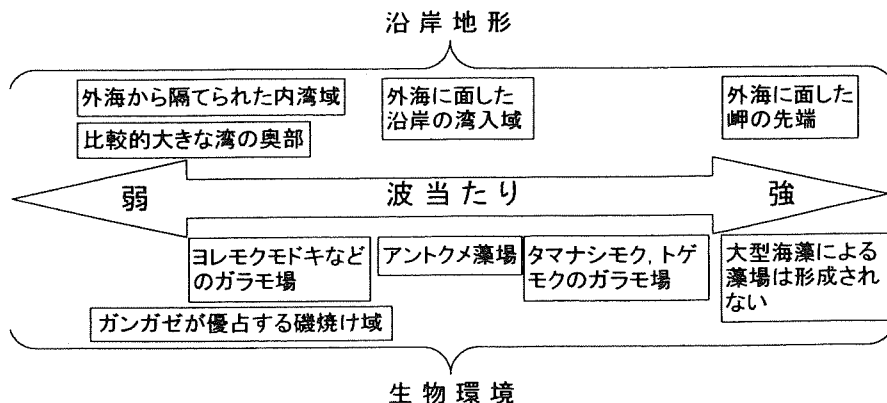 沿岸地形
外海から隔てられた内湾域
比較的大きな湾の奥部
外海に面した
沿岸の湾入域
外海に面した
岬の先端
弱
波当たり
強
ヨレモクモドキなど
のガラモ場
アントクメ藻場
タマナシモク,トゲ
モクのガラモ場
大型海藻による
藻場は形成され
ない
ガンガゼが優占する磯焼け域
生物環境